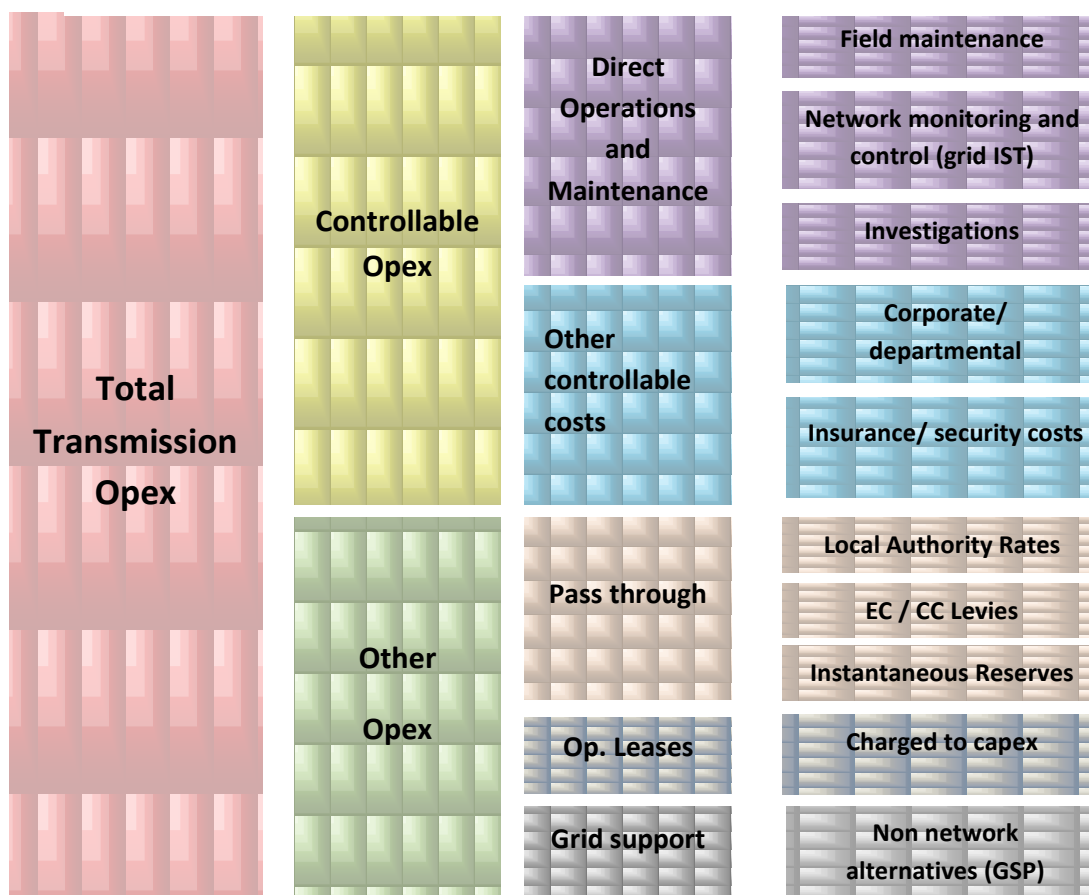 Total
Transmission
Opex
Controllable
Opex
Other
Opex
Direct
Operations
and
Maintenance
Other
controllable
costs
Pass through
Op. Leases
Grid support
Field maintenance
Network monitoring and
control (grid IST)
Investigations
Corporate/
departmental
Insurance/ security costs
Local Authority Rates
EC / CC Levies
Instantaneous Reserves
Charged to capex
Non network
alternatives (GSP)